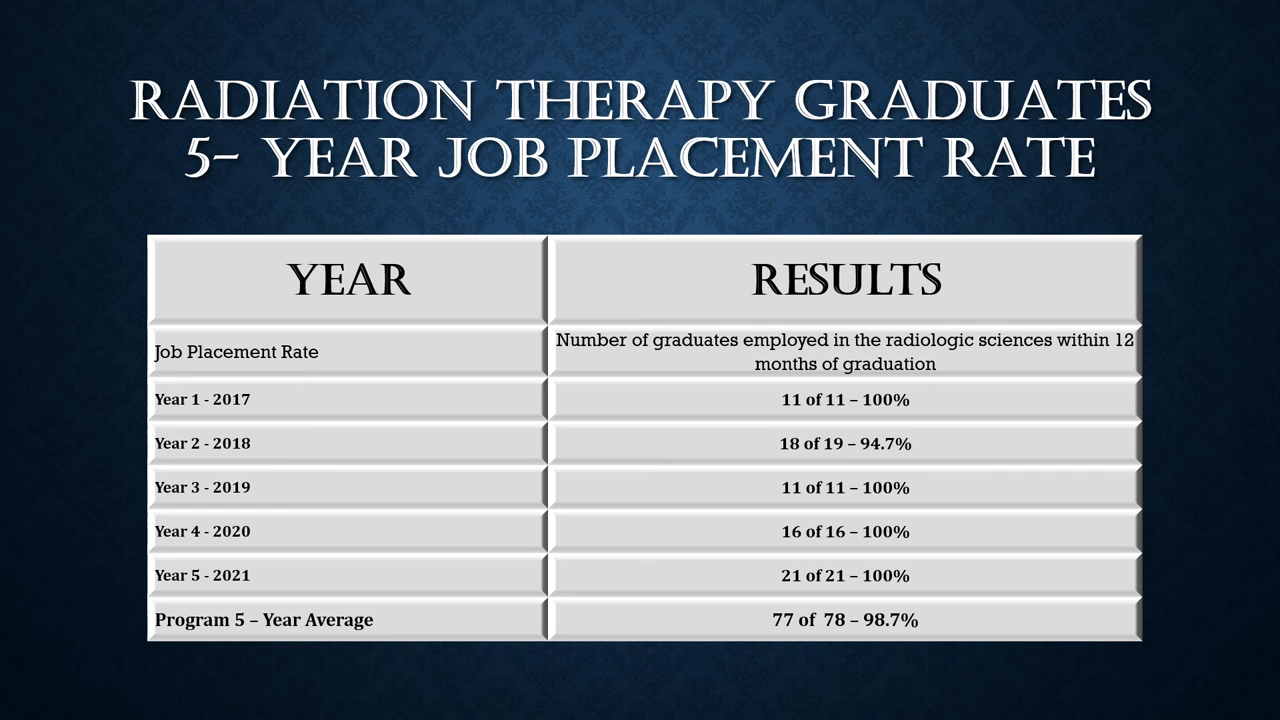 RADIATION THERAPY GRADUATES
5– YEAR JOB PLACEMENT RATE
YEAR
RESULTS
Job Placement Rate
Number of graduates employed in the radiologic sciences within 12
months of graduation
Year 1 - 2017
11 of 11 – 100%
Year 2 - 2018
18 of 19 – 94.7%
Year 3 - 2019
11 of 11 – 100%
Year 4 - 2020
16 of 16 – 100%
Year 5 - 2021
21 of 21 – 100%
Program 5 – Year Average
77 of  78 – 98.7%